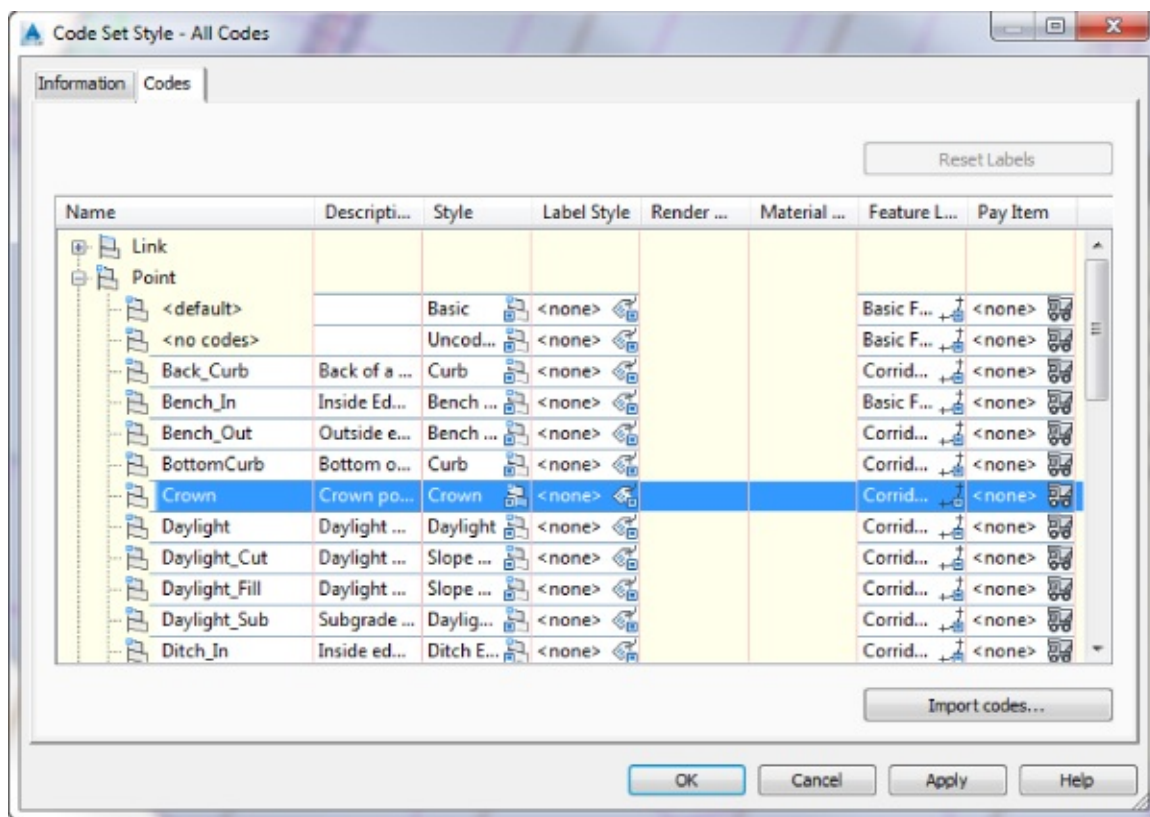 Code Set Style - All Codes
Information Codes
Reset Labels
Name Descripti... Style Label Style Render ... Material ... Feature L... Pay Item
Link
Point
<default> Basic <none> Basic F... <none>
<no codes> Uncod... <none> Basic F... <none>
Back_Curb Back of a ... Curb <none> Corrid... <none>
Bench_In Inside Ed... Bench ... <none> Basic F... <none>
Bench_Out Outside e... Bench ... <none> Corrid... <none>
BottomCurb Bottom o... Curb <none> Corrid... <none>
Crown Crown po... Crown <none> Corrid... <none>
Daylight Daylight ... Daylight <none> Corrid... <none>
Daylight_Cut Daylight ... Slope ... <none> Corrid... <none>
Daylight_Fill Daylight ... Slope ... <none> Corrid... <none>
Daylight_Sub Subgrade ... Daylig... <none> Corrid... <none>
Ditch_In Inside ed... Ditch E... <none> Corrid... <none>
Import codes...
OK Cancel Apply Help